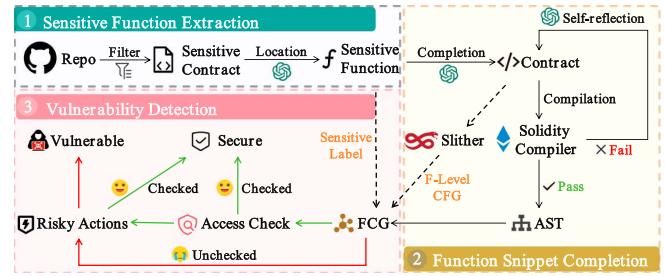 1 Sensitive Function Extraction
Repo
Filter
Sensitive
Contract
Location
Sensitive
Function
Completion
</>Contract
Self-reflection
Compilation
Solidity
Compiler
Fail
Pass
Slither
F-Level
CFG
AST
2 Function Snippet Completion
3 Vulnerability Detection
Vulnerable
Secure
Sensitive
Label
Checked
Checked
Risky Actions
Access Check
FCG
Unchecked